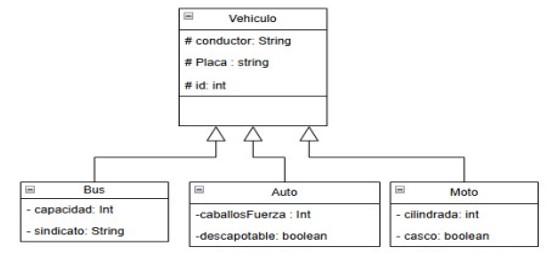 Vehiculo
# conductor: String
# Placa : string
# id: int
Bus
- capacidad: Int
- sindicato: String
Auto
-caballosFuerza : Int
-descapotable: boolean
Moto
- cilindrada: int
- casco: boolean